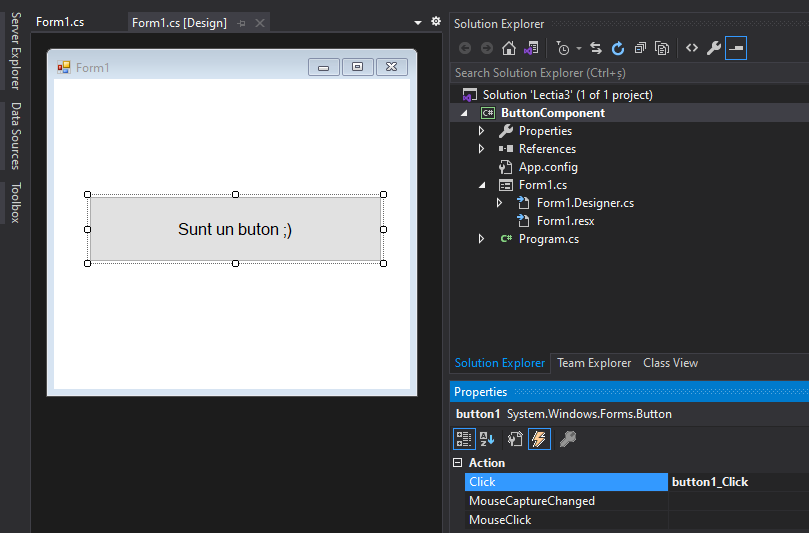 Form1.cs
Form1.cs [Design]
Server Explorer
Data Sources
Toolbox
Form1
Sunt un buton ;)
Solution Explorer
Search Solution Explorer (Ctrl+ș)
Solution 'Lectia3' (1 of 1 project)
ButtonComponent
Properties
References
App.config
Form1.cs
Form1.Designer.cs
Form1.resx
Program.cs
Solution Explorer
Team Explorer
Class View
Properties
button1 System.Windows.Forms.Button
Action
Click button1_Click
MouseCaptureChanged
MouseClick